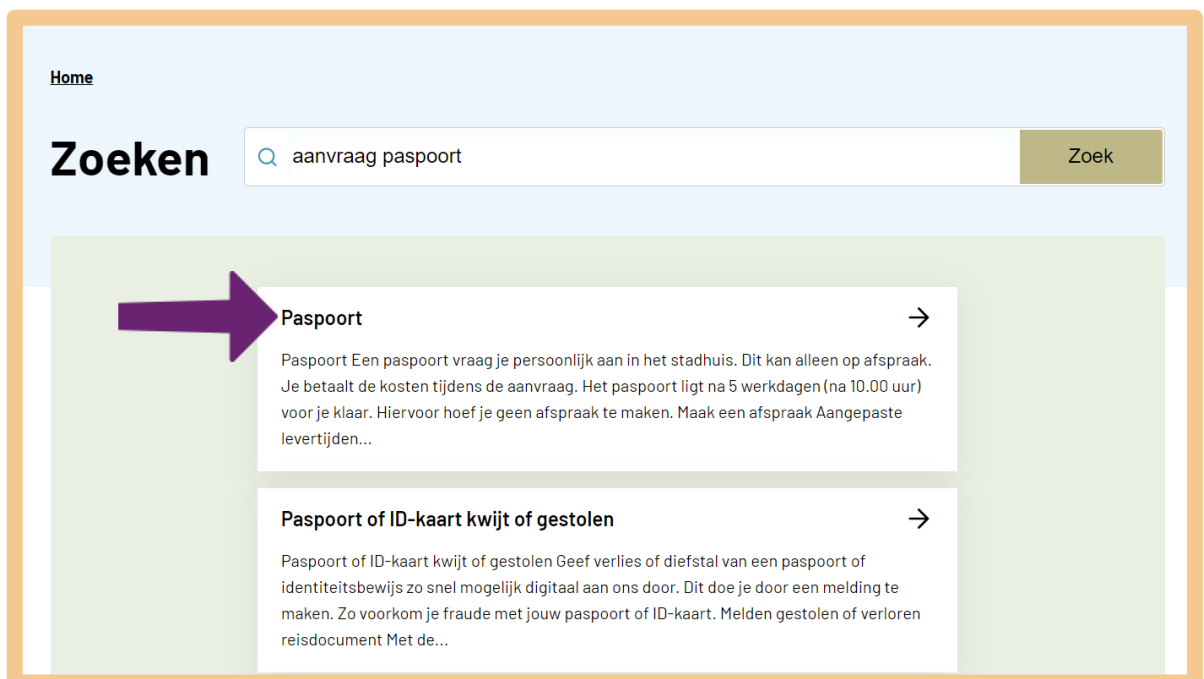 Home
Zoeken
aanvraag paspoort
Zoek
Paspoort
Paspoort Een paspoort vraag je persoonlijk aan in het stadhuis. Dit kan alleen op afspraak.
Je betaalt de kosten tijdens de aanvraag. Het paspoort ligt na 5 werkdagen (na 10.00 uur)
voor je klaar. Hiervoor hoef je geen afspraak te maken. Maak een afspraak Aangepaste
levertijden...
Paspoort of ID-kaart kwijt of gestolen
Paspoort of ID-kaart kwijt of gestolen Geef verlies of diefstal van een paspoort of
identiteitsbewijs zo snel mogelijk digitaal aan ons door. Dit doe je door een melding te
maken. Zo voorkom je fraude met jouw paspoort of ID-kaart. Melden gestolen of verloren
reisdocument Met de...